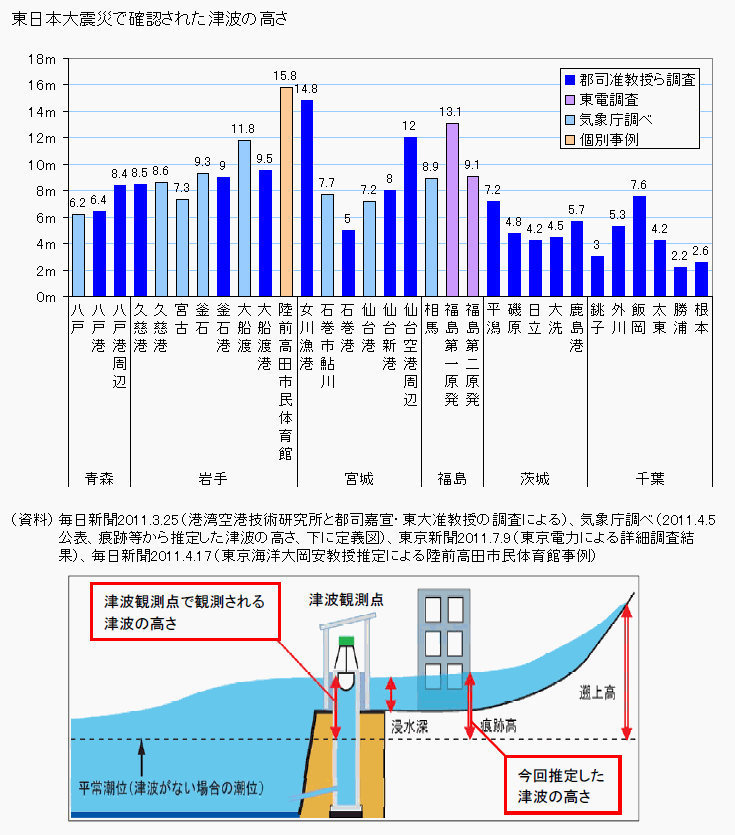 東日本大震災で確認された津波の高さ
18m
16m
14m
12m
10m
8m
6m
4m
2m
0m
郡司准教授ら調査
東電調査
気象庁調べ
個別事例
6.2
6.4
8.4
8.5
8.6
7.3
9.3
9
11.8
9.5
15.8
14.8
7.7
5
7.2
8
12
8.9
13.1
9.1
7.2
4.8
4.2
4.5
5.7
3
5.3
7.6
4.2
2.2
2.6
八戸
八戸港
八戸港周辺
久慈港
久慈港
宮古
釜石
釜石港
大船渡
大船渡港
陸前高田市民体育館
女川漁港
石巻市鮎川
石巻港
仙台港
仙台新港
仙台空港周辺
相馬
福島第一原発
福島第二原発
平潟
磯原
日立
大洗
鹿島港
銚子
外川
飯岡
太東
勝浦
根本
青森
岩手
宮城
福島
茨城
千葉
（資料）毎日新聞2011.3.25（港湾空港技術研究所と都司嘉宣・東大准教授の調査による）、気象庁調べ（2011.4.5
公表、痕跡等から推定した津波の高さ、下に定義図）、東京新聞2011.7.9（東京電力による詳細調査結
果）、毎日新聞2011.4.17（東京海洋大岡安教授推定による陸前高田市民体育館事例）
津波観測点で観測される
津波の高さ
津波観測点
浸水深
痕跡高
遡上高
平常潮位（津波がない場合の潮位）
今回推定した
津波の高さ